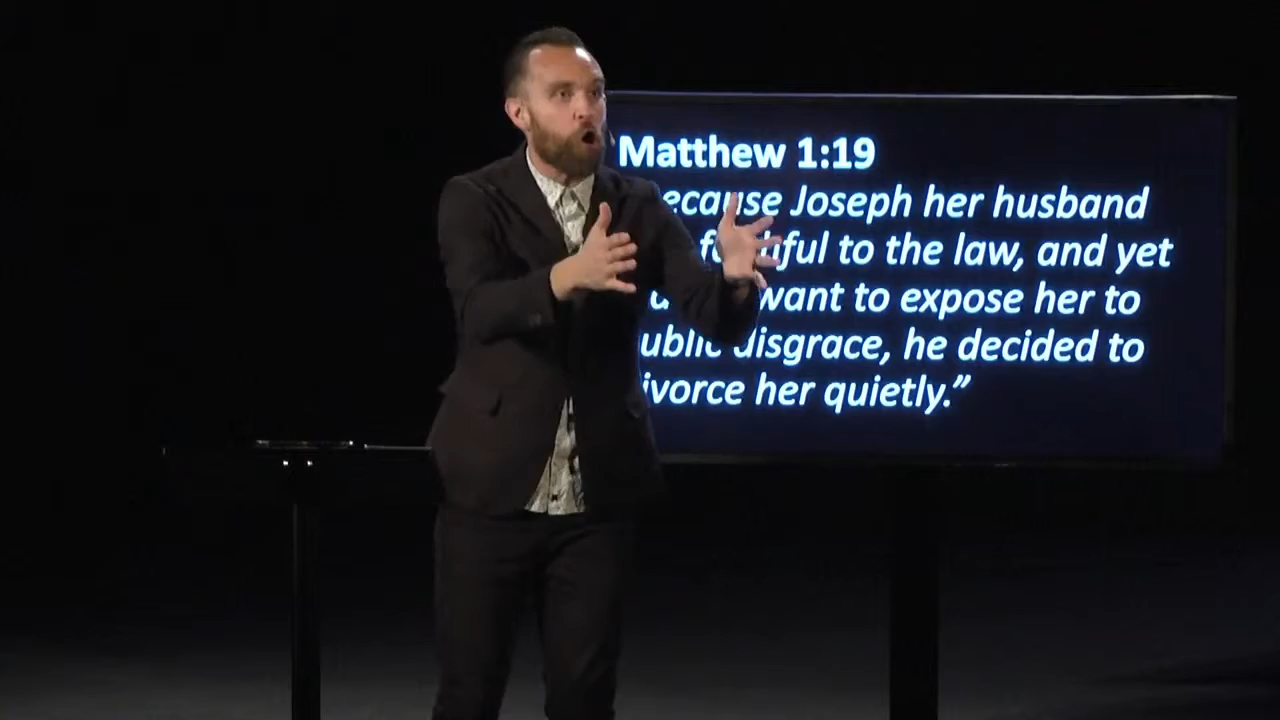 Matthew 1:19
ecause Joseph her husband
to the law, and yet
want to expose her to
disgrace, he decided to
her quietly.”